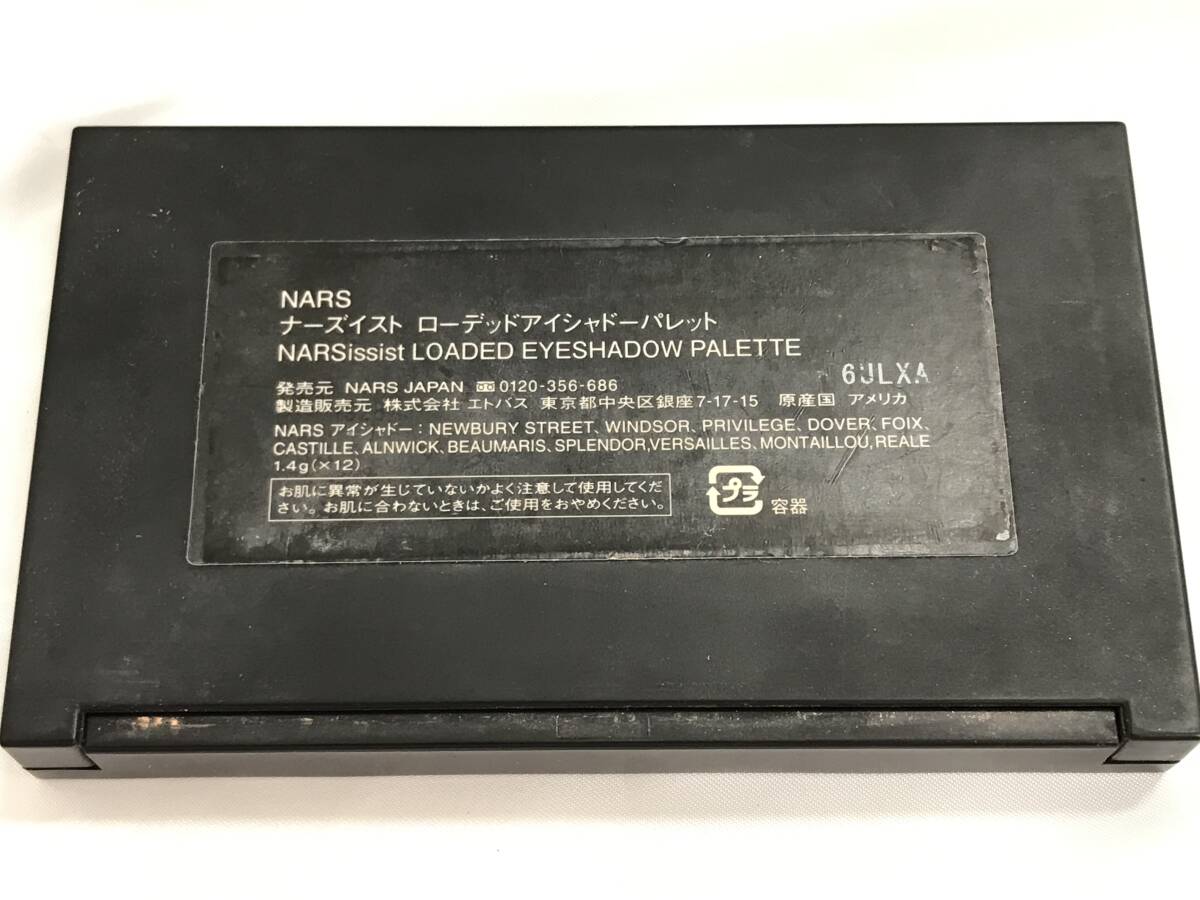 NARS
ナーズイスト ローデッドアイシャドーパレット
NARSissist LOADED EYESHADOW PALETTE
6JLXA
発売元 NARS JAPAN 0120-356-686
製造販売元 株式会社 エトバス 東京都中央区銀座7-17-15 原産国 アメリカ
NARS アイシャドー: NEWBURY STREET、WINDSOR、PRIVILEGE、DOVER、FOIX、
CASTILLE、ALNWICK、BEAUMARIS、SPLENDOR,VERSAILLES、MONTAILLOU,REALE
1.4g(×12)
お肌に異常が生じていないかよく注意して使用してくだ
さい。お肌に合わないときは、ご使用をおやめください。
プラ
容器